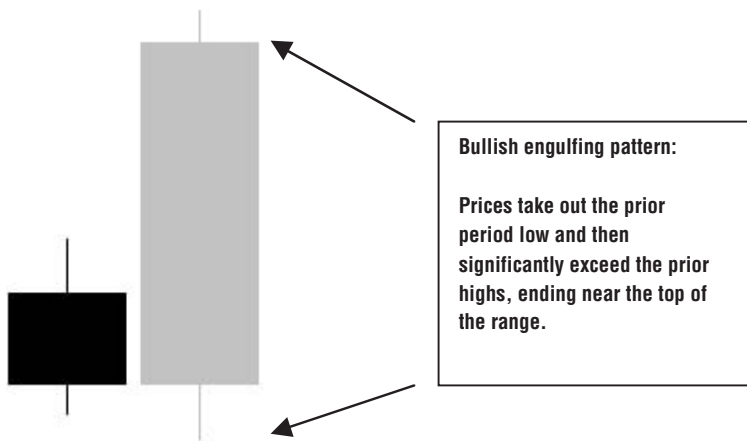 Bullish engulfing pattern:
Prices take out the prior
period low and then
significantly exceed the prior
highs, ending near the top of
the range.